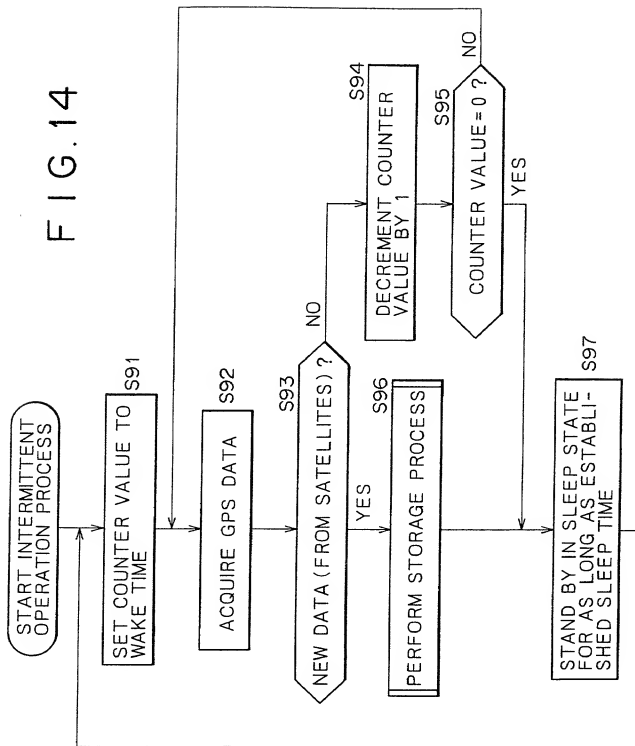 FIG.14
START INTERMITTENT
OPERATION PROCESS
S91
SET COUNTER VALUE TO
WAKE TIME
S92
ACQUIRE GPS DATA
S93
NEW DATA(FROM SATELLITES)?
NO
YES
S94
DECREMENT COUNTER
VALUE BY 1
S95
COUNTER VALUE=0?
NO
YES
S96
PERFORM STORAGE PROCESS
S97
STAND BY IN SLEEP STATE
FOR AS LONG AS ESTABLI-
SHED SLEEP TIME